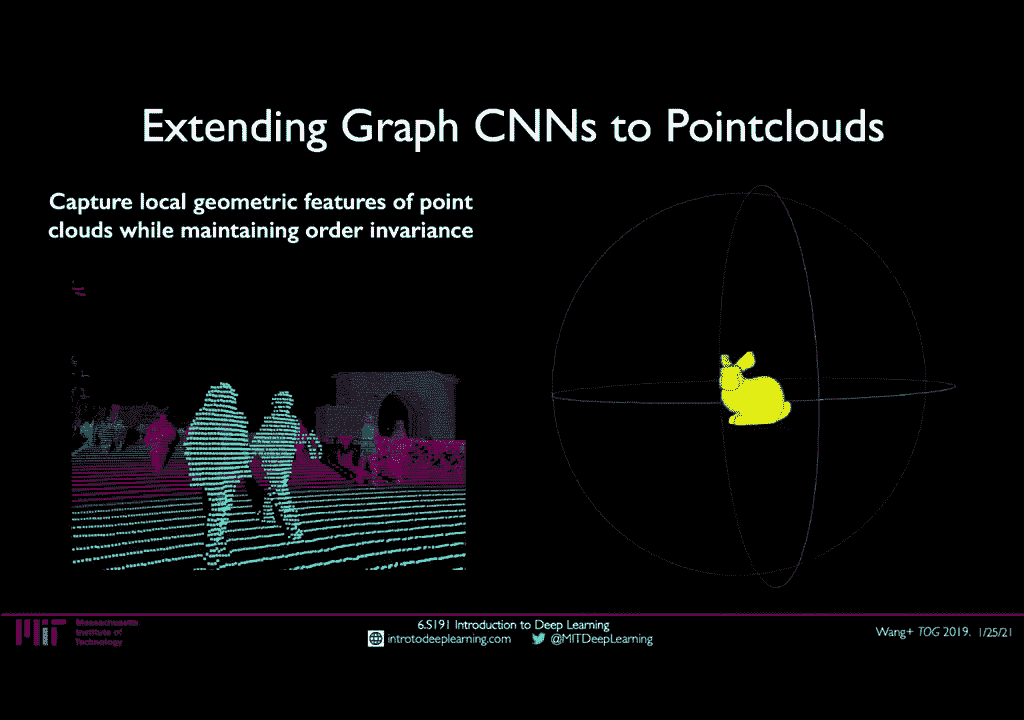 Extending Graph CNNs to Pointclouds
Capture local geometric features of point
clouds while maintaining order invariance
MIT
Massachusetts
Institute of
Technology
6.S191 Introduction to Deep Learning
introtodeeplearning.com @MITDeepLearning
Wang+ TOG 2019. 1/25/21